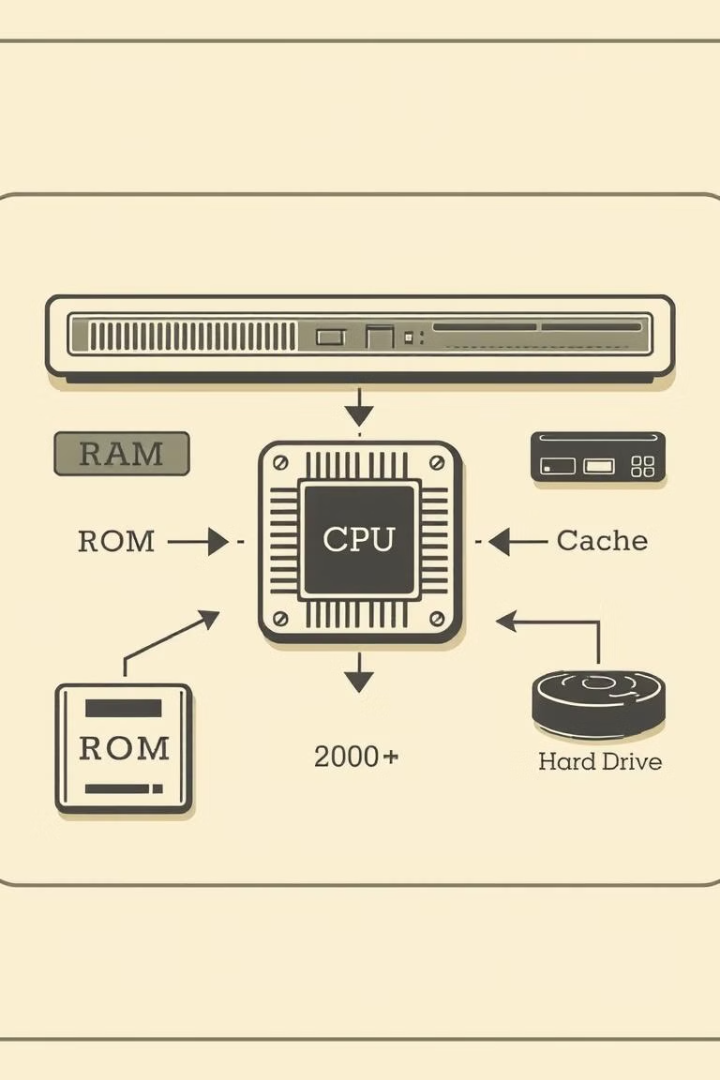 RAM
CPU
ROM
Cache
ROM
2000+
Hard Drive